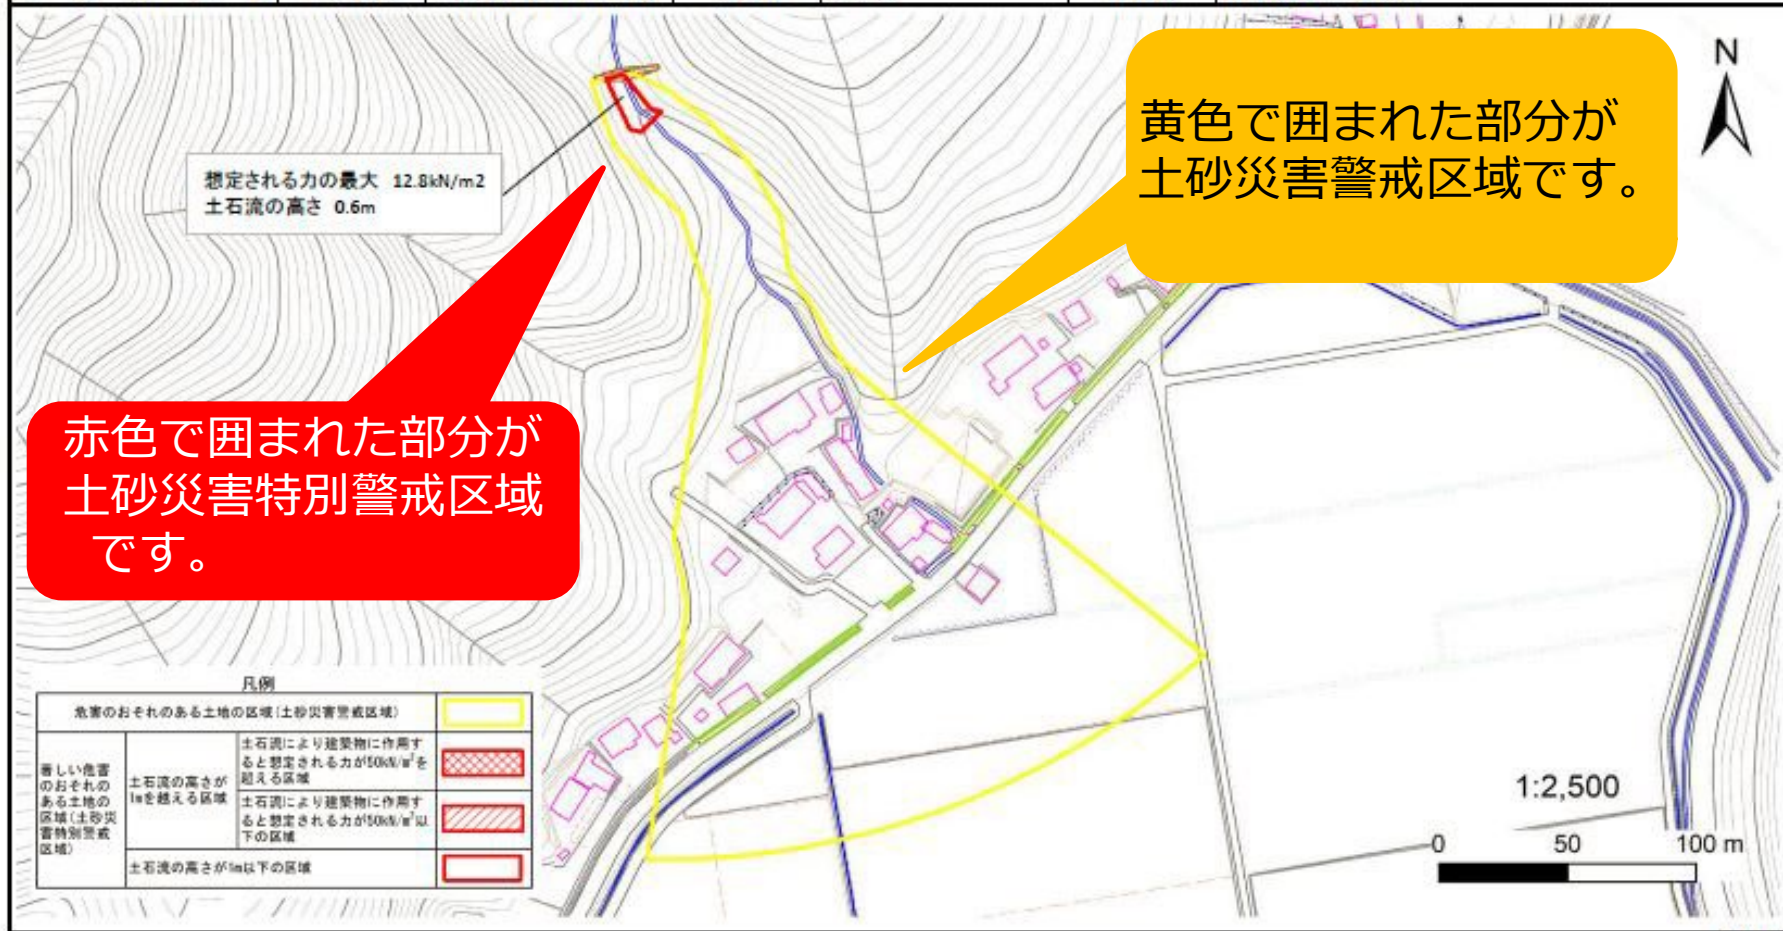 黄色で囲まれた部分が
土砂災害警戒区域です。
N
想定される力の最大 12.8kN/m2
土石流の高さ 0.6m
赤色で囲まれた部分が
土砂災害特別警戒区域
です。
凡例
危害のおそれのある土地の区域(土砂災害警戒区域)
著しい危害
のおそれの
ある土地の
区域(土砂災
害特別警戒
区域)
土石流の高さが
1mを越える区域
土石流により建築物に作用す
ると想定される力が50kN/㎡を
超える区域
土石流により建築物に作用す
ると想定される力が50kN/㎡以
下の区域
土石流の高さが1m以下の区域
1:2,500
0 50 100 m